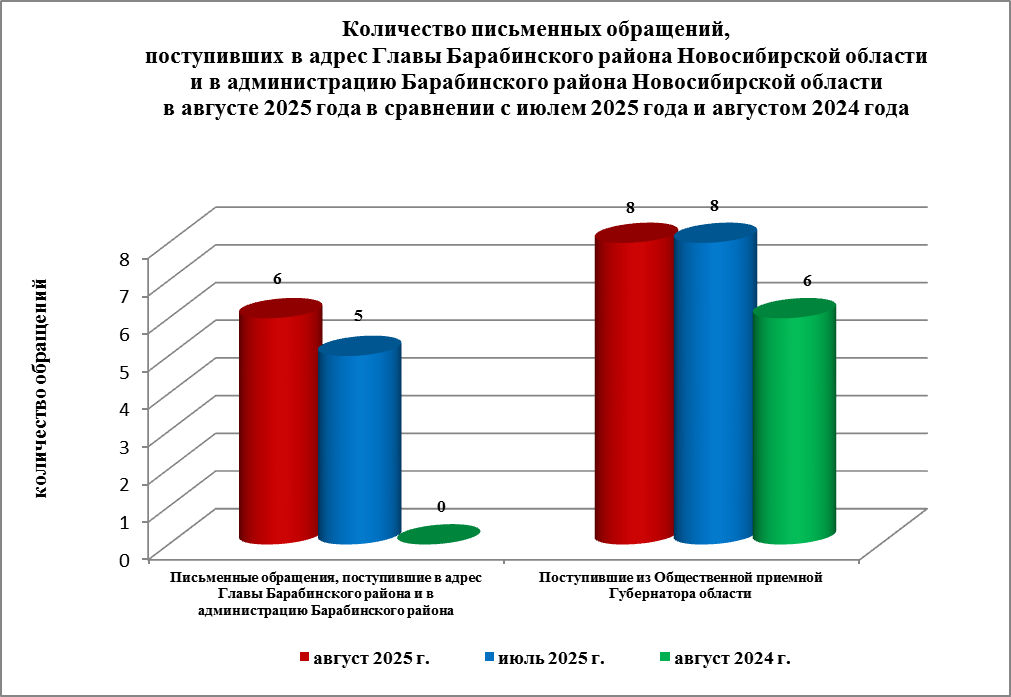 Количество письменных обращений,
поступивших в адрес Главы Барабинского района Новосибирской области
и в администрацию Барабинского района Новосибирской области
в августе 2025 года в сравнении с июлем 2025 года и августом 2024 года
количество обращений
8
7
6
5
4
3
2
1
0
6
5
0
8
8
6
Письменные обращения, поступившие в адрес
Главы Барабинского района и в
администрацию Барабинского района
Поступившие из Общественной приемной
Губернатора области
август 2025 г.
июль 2025 г.
август 2024 г.